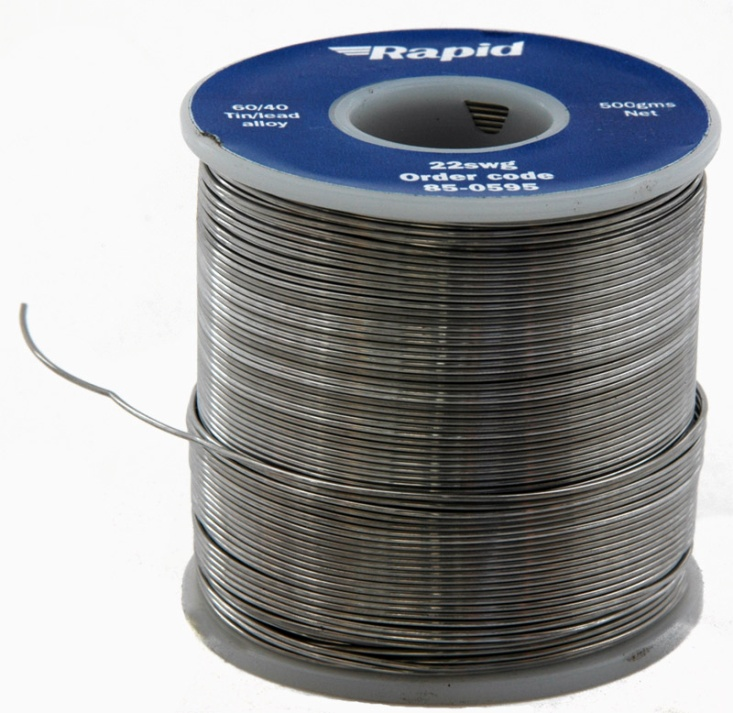 Rapid
60/40
Tin/lead
alloy
500gms
Net
22swg
Order code
85-0595